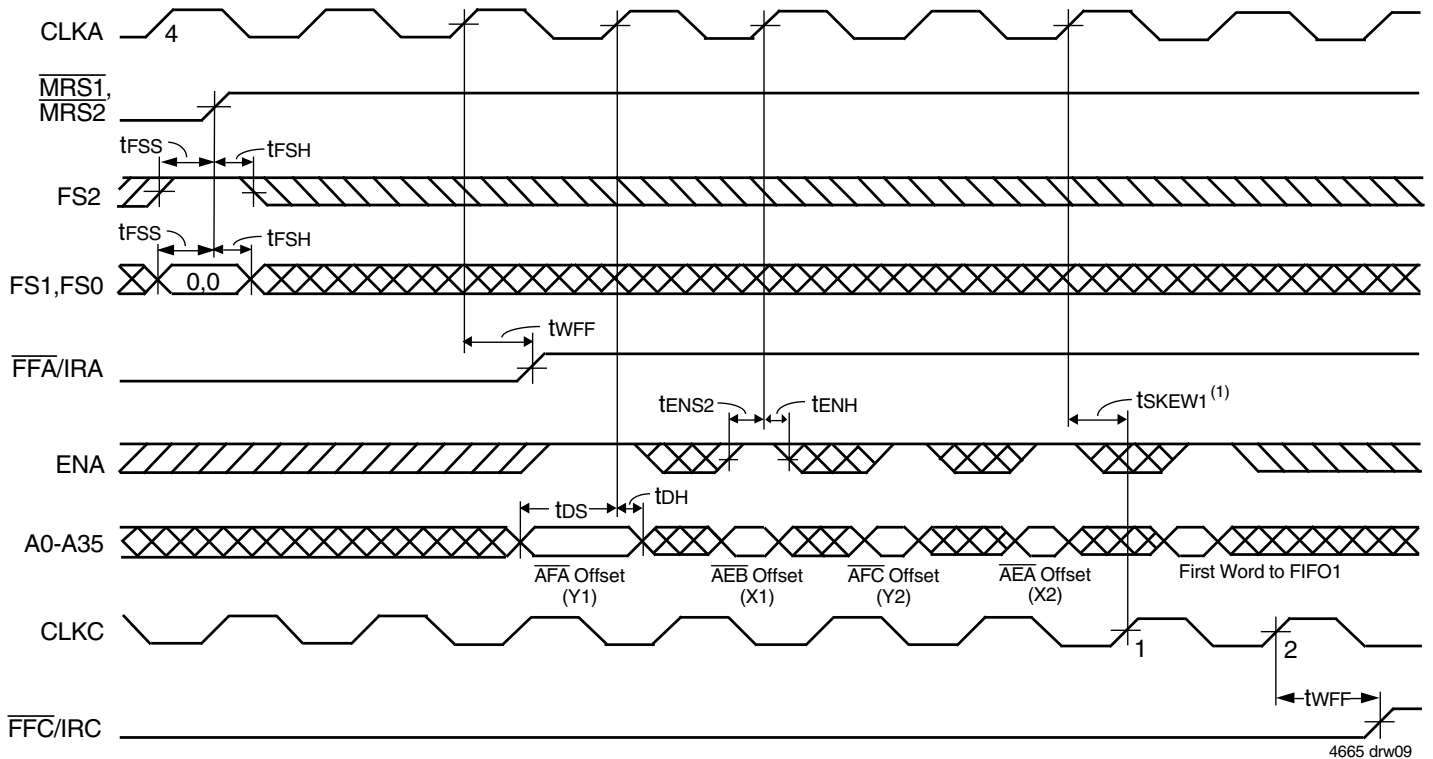 CLKA
4
MRS1,
MRS2
tFSS
tFSH
FS2
tFSS
tFSH
FS1,FS0
0,0
tWFF
FFA/IRA
tENS2
tENH
tSKEW1(1)
ENA
tDS
tDH
A0-A35
AFA Offset
(Y1)
AEB Offset
(X1)
AFC Offset
(Y2)
AEA Offset
(X2)
First Word to FIFO1
CLKC
1
2
tWFF
FFC/IRC
4665 drw09